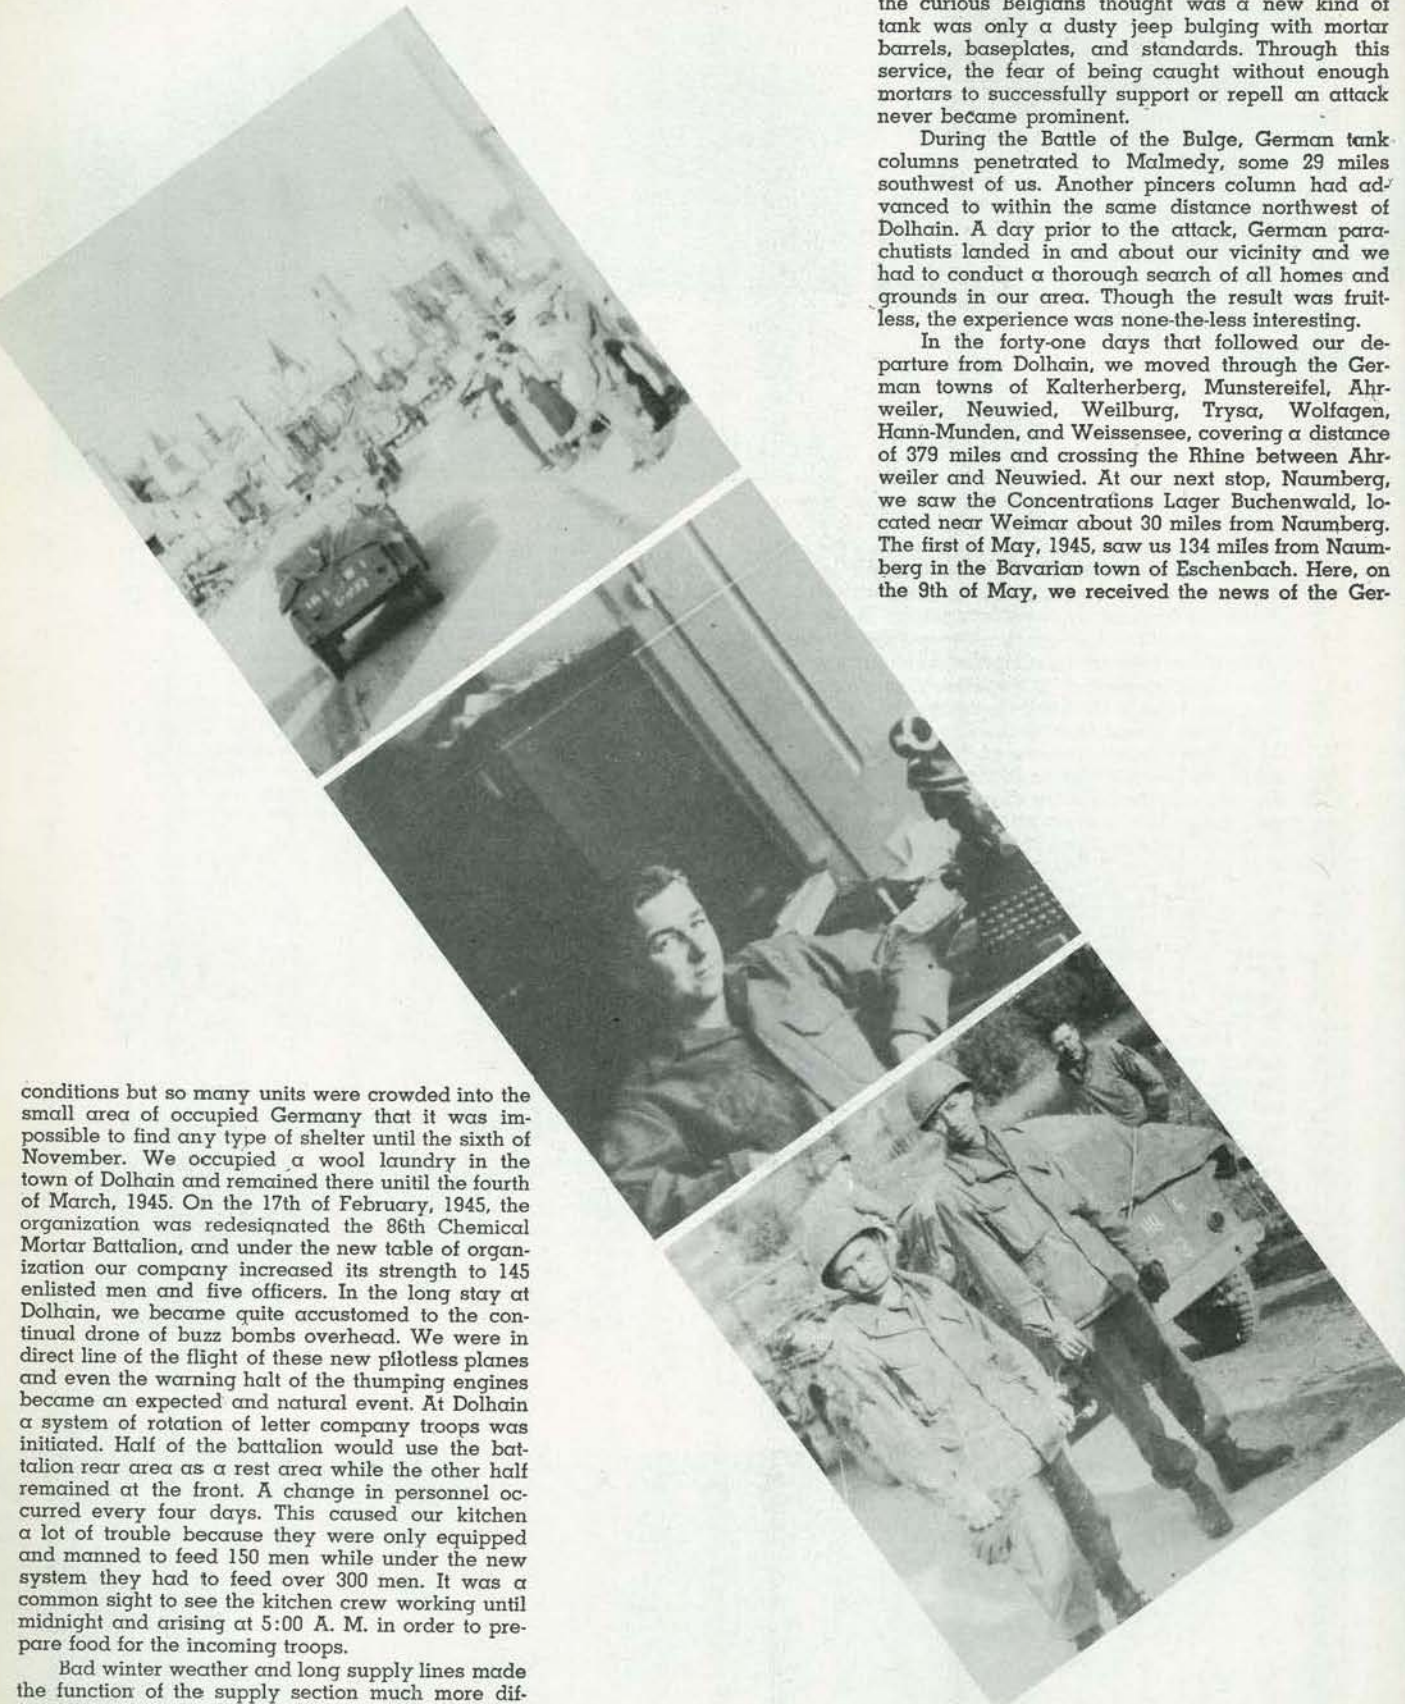 conditions but so many units were crowded into the
small area of occupied Germany that it was im-
possible to find any type of shelter until the sixth of
November. We occupied a wool laundry in the
town of Dolhain and remained there unitil the fourth
of March, 1945. On the 17th of February, 1945, the
organization was redesignated the 86th Chemical
Mortar Battalion, and under the new table of organ-
ization our company increased its strength to 145
enlisted men and five officers. In the long stay at
Dolhain, we became quite accustomed to the con-
tinual drone of buzz bombs overhead. We were in
direct line of the flight of these new pilotless planes
and even the warning halt of the thumping engines
became an expected and natural event. At Dolhain
a system of rotation of letter company troops was
initiated. Half of the battalion would use the bat-
talion rear area as a rest area while the other half
remained at the front. A change in personnel oc-
curred every four days. This caused our kitchen
a lot of trouble because they were only equipped
and manned to feed 150 men while under the new
system they had to feed over 300 men. It was a
common sight to see the kitchen crew working until
midnight and arising at 5:00 A. M. in order to pre-
pare food for the incoming troops.
Bad winter weather and long supply lines made
the function of the supply section much more dif-
the curious Belgians thought was a new kind of
tank was only a dusty jeep bulging with mortar
barrels, baseplates, and standards. Through this
service, the fear of being caught without enough
mortars to successfully support or repell an attack
never became prominent.
During the Battle of the Bulge, German tank
columns penetrated to Malmedy, some 29 miles
southwest of us. Another pincers column had ad-
vanced to within the same distance northwest of
Dolhain. A day prior to the attack, German para-
chutists landed in and about our vicinity and we
had to conduct a thorough search of all homes and
grounds in our area. Though the result was fruit-
less, the experience was none-the-less interesting.
In the forty-one days that followed our de-
parture from Dolhain, we moved through the Ger-
man towns of Kalterherberg, Munstereifel, Ahr-
weiler, Neuwied, Weilburg, Trysa, Wolfagen,
Hann-Munden, and Weissensee, covering a distance
of 379 miles and crossing the Rhine between Ahr-
weiler and Neuwied. At our next stop, Naumberg,
we saw the Concentrations Lager Buchenwald, lo-
cated near Weimar about 30 miles from Naumberg.
The first of May, 1945, saw us 134 miles from Naum-
berg in the Bavarian town of Eschenbach. Here, on
the 9th of May, we received the news of the Ger-